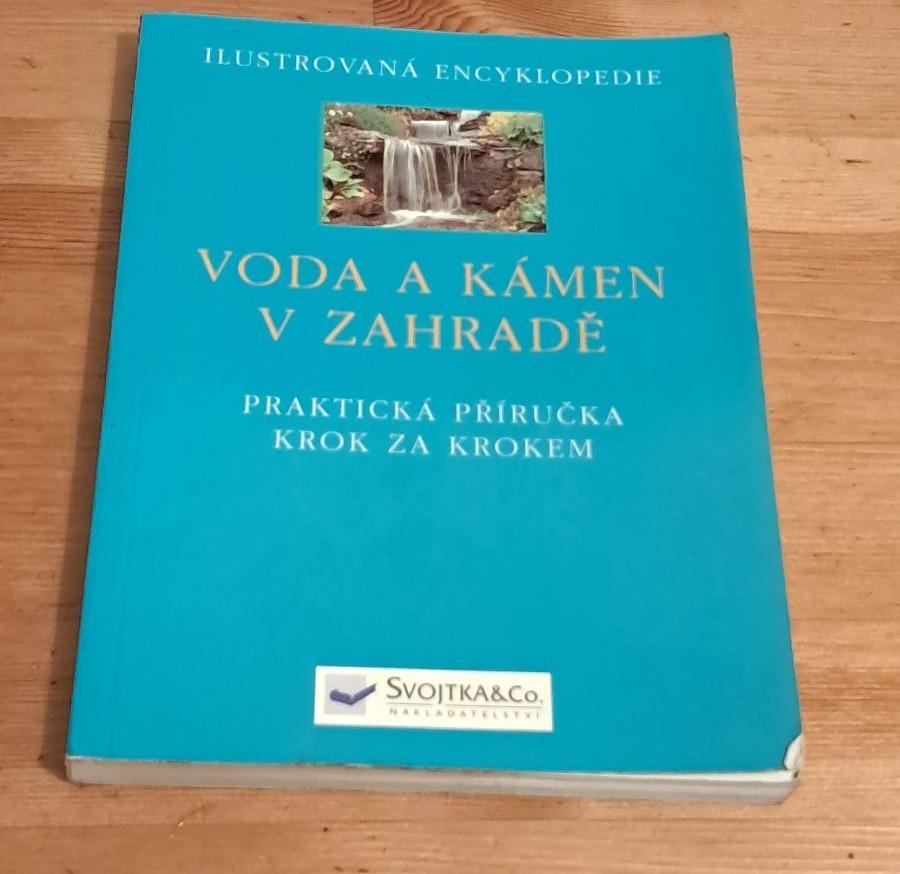 ILUSTROVANÁ ENCYKLOPEDIE
VODA A KÁMEN
V ZAHRADĚ
PRAKTICKÁ PŘÍRUČKA
KROK ZA KROKEM
SVOJTKA&CO.
NAKLADATELSTVÍ